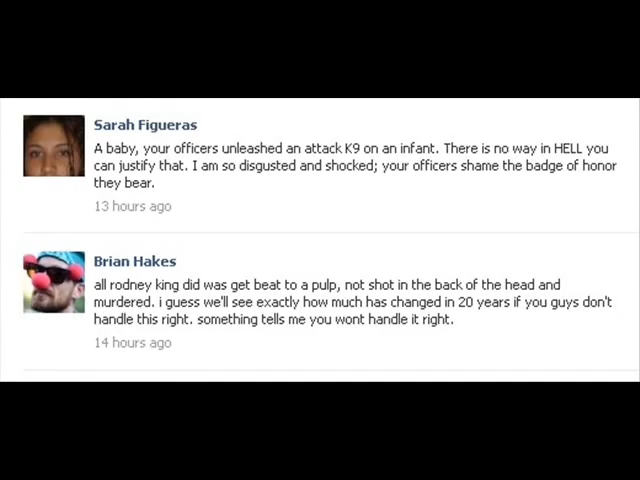 Sarah Figueras
A baby, your officers unleashed an attack K9 on an infant. There is no way in HELL you
can justify that. I am so disgusted and shocked; your officers shame the badge of honor
they bear.
13 hours ago
Brian Hakes
all rodney king did was get beat to a pulp, not shot in the back of the head and
murdered. i guess we'll see exactly how much has changed in 20 years if you guys don't
handle this right. something tells me you wont handle it right.
14 hours ago